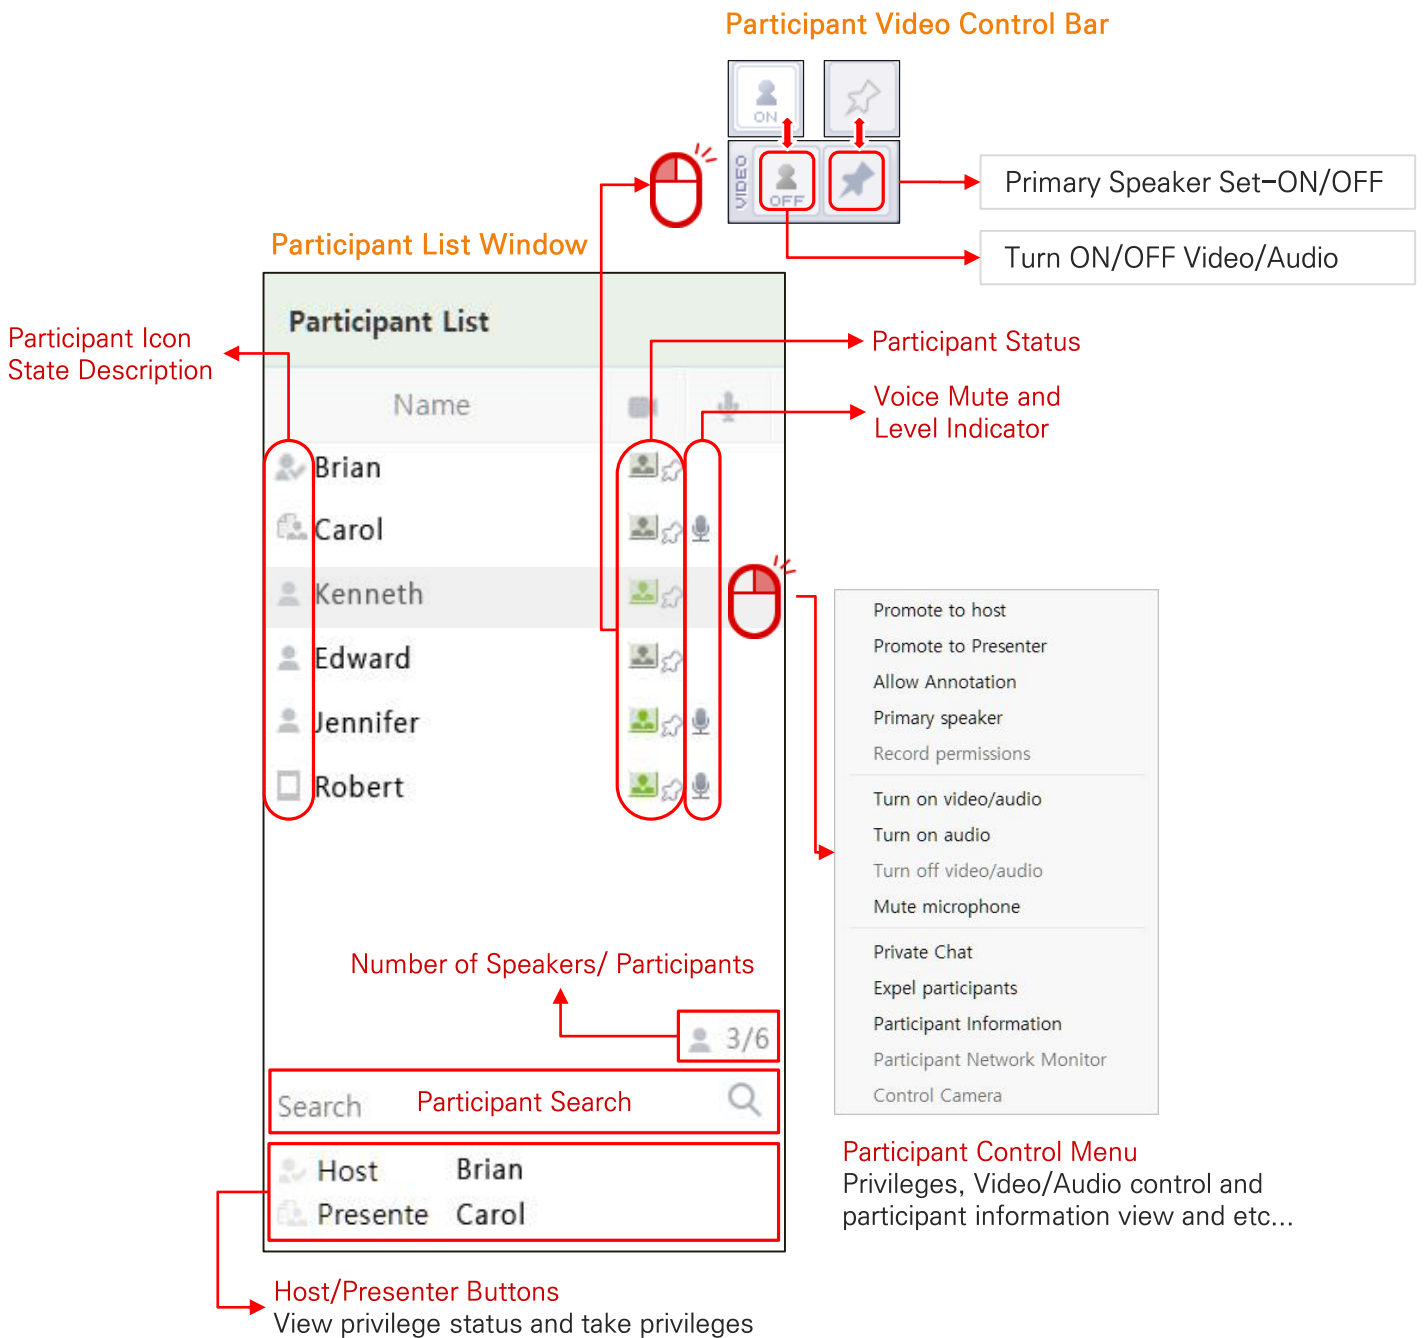 Participant Video Control Bar
ON
VIDEO
OFF
Primary Speaker Set-ON/OFF
Turn ON/OFF Video/Audio
Participant List Window
Participant List
Participant Icon
State Description
Participant Status
Name
Voice Mute and
Level Indicator
Brian
Carol
Kenneth
Edward
Jennifer
Robert
Promote to host
Promote to Presenter
Allow Annotation
Primary speaker
Record permissions
Turn on video/audio
Turn on audio
Turn off video/audio
Mute microphone
Private Chat
Expel participants
Participant Information
Participant Network Monitor
Control Camera
Number of Speakers/ Participants
3/6
Search Participant Search
Host Brian
Presente Carol
Participant Control Menu
Privileges, Video/Audio control and
participant information view and etc...
Host/Presenter Buttons
View privilege status and take privileges